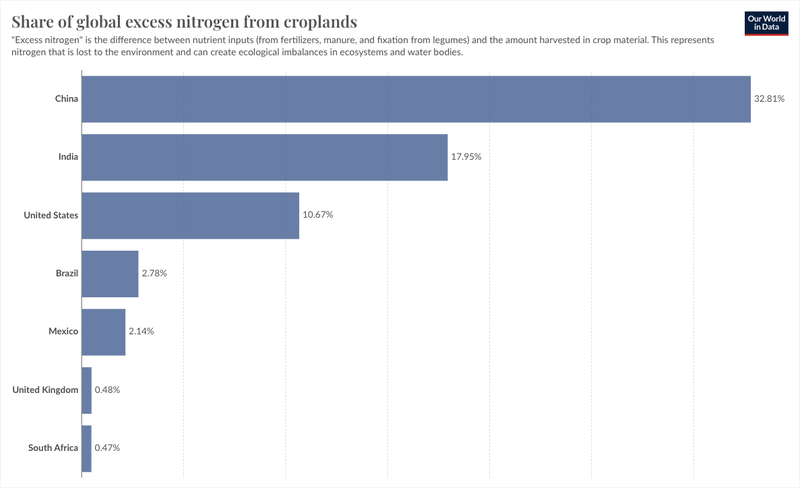 Share of global excess nitrogen from croplands
Our World
in Data
"Excess nitrogen" is the difference between nutrient inputs (from fertilizers, manure, and fixation from legumes) and the amount harvested in crop material. This represents
nitrogen that is lost to the environment and can create ecological imbalances in ecosystems and water bodies.
China 32.81%
India 17.95%
United States 10.67%
Brazil 2.78%
Mexico 2.14%
United Kingdom 0.48%
South Africa 0.47%